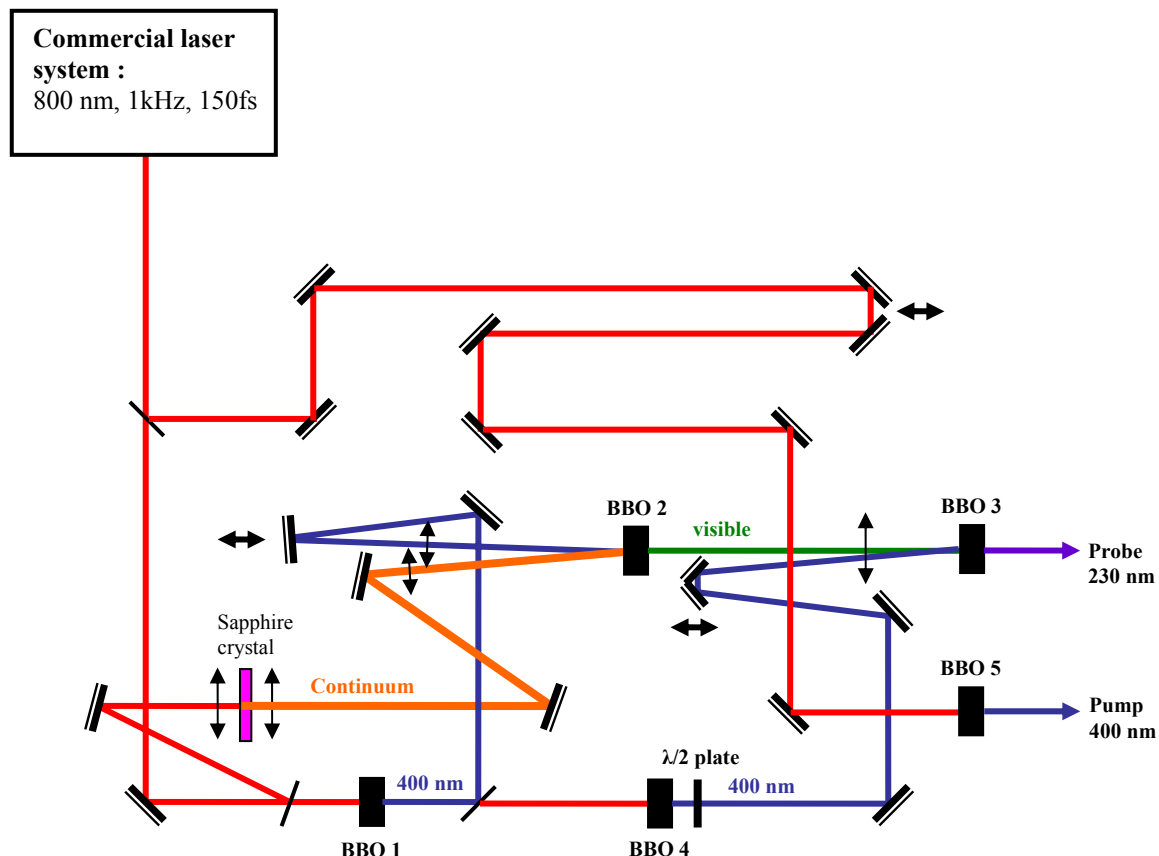 Commercial laser
system :
800 nm, 1kHz, 150fs
BBO 2
visible
BBO 3
Probe
230 nm
Sapphire
crystal
Continuum
BBO 5
Pump
400 nm
λ/2 plate
400 nm
400 nm
BBO 1
BBO 4